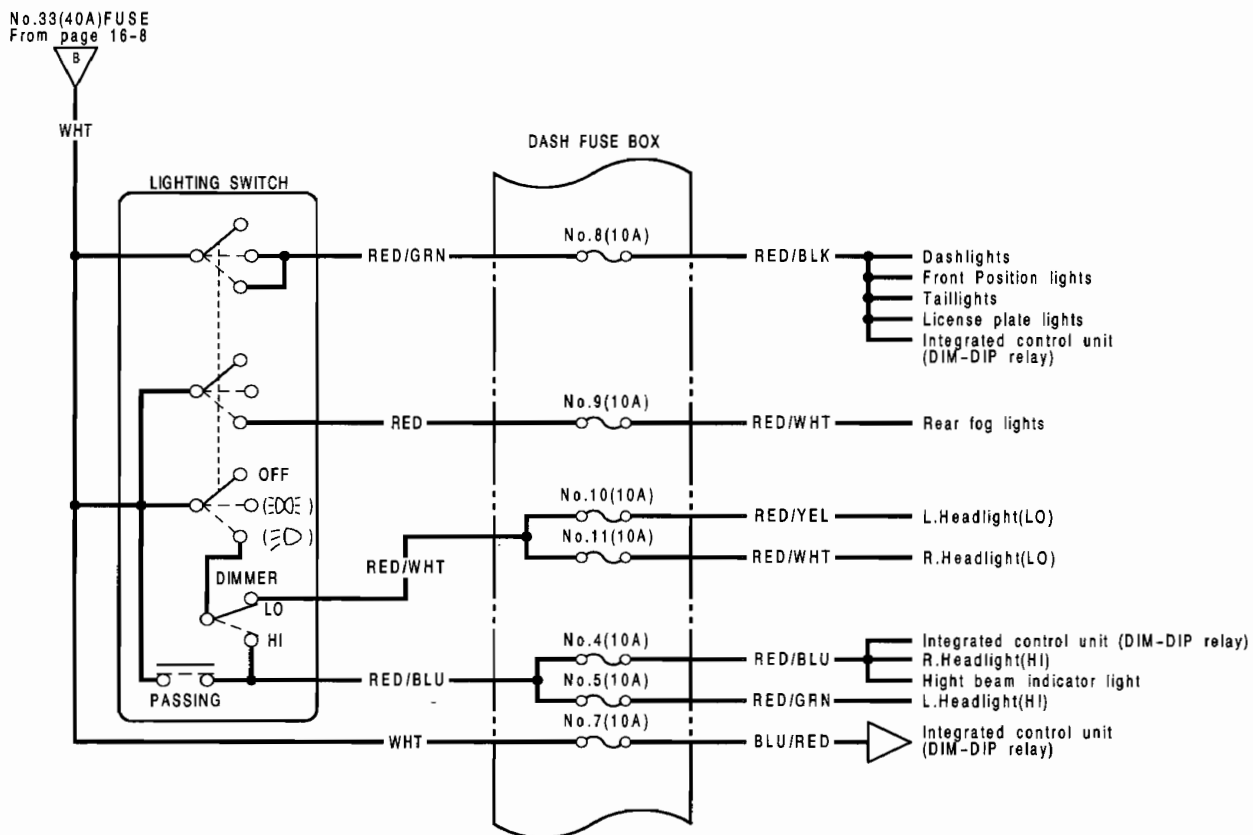 No.33(40A)FUSE
From page 16-8
B
WHT
DASH FUSE BOX
LIGHTING SWITCH
RED/GRN
No.8(10A)
RED/BLK
Dashlights
Front Position lights
Taillights
License plate lights
Integrated control unit
(DIM-DIP relay)
RED
No.9(10A)
RED/WHT
Rear fog lights
OFF
RED/WHT
No.10(10A)
RED/YEL
L.Headlight(LO)
No.11(10A)
RED/WHT
R.Headlight(LO)
DIMMER
LO
HI
PASSING
RED/BLU
No.4(10A)
RED/BLU
Integrated control unit (DIM-DIP relay)
R.Headlight(HI)
Hight beam indicator light
No.5(10A)
RED/GRN
L.Headlight(HI)
WHT
No.7(10A)
BLU/RED
Integrated control unit
(DIM-DIP relay)